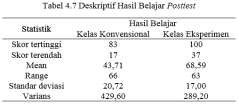 Tabel 4.7 Deskriptif Hasil Belajar Posttest
Statistik Hasil Belajar
Kelas Konvensional Kelas Eksperimen
Skor tertinggi 83 100
Skor terendah 17 37
Mean 43,71 68,59
Range 66 63
Standar deviasi 20,72 17,00
Varians 429,60 289,20